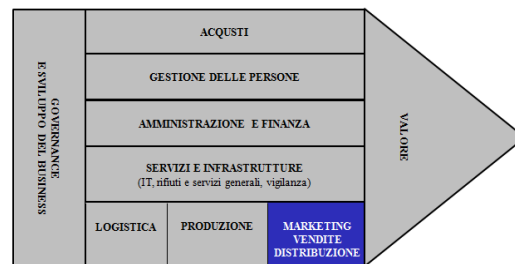 GOVERNANCE
E SVILUPPO DEL BUSINESS
ACQUSTI
GESTIONE DELLE PERSONE
AMMINISTRAZIONE E FINANZA
SERVIZI E INFRASTRUTTURE
(IT, rifiuti e servizi generali, vigilanza)
LOGISTICA
PRODUZIONE
MARKETING
VENDITE
DISTRIBUZIONE
VALORE